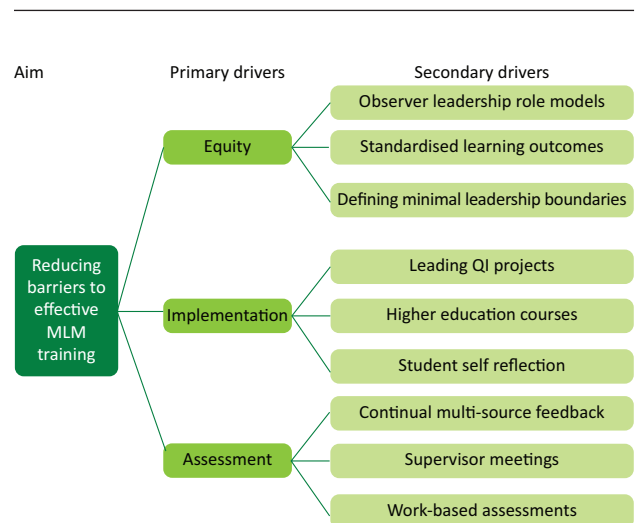 Aim
Primary drivers
Secondary drivers
Reducing
barriers to
effective
MLM
training
Equity
Observer leadership role models
Standardised learning outcomes
Defining minimal leadership boundaries
Implementation
Leading QI projects
Higher education courses
Student self reflection
Assessment
Continual multi-source feedback
Supervisor meetings
Work-based assessments